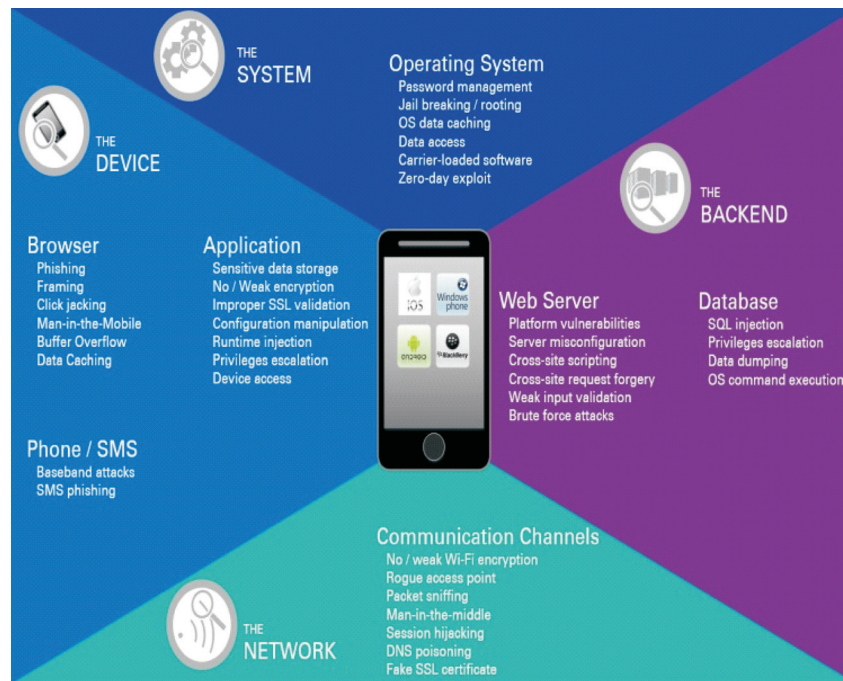 THE
SYSTEM
Operating System
Password management
Jail breaking / rooting
OS data caching
Data access
Carrier-loaded software
Zero-day exploit
THE
DEVICE
THE
BACKEND
Browser
Phishing
Framing
Click jacking
Man-in-the-Mobile
Buffer Overflow
Data Caching
Application
Sensitive data storage
No / Weak encryption
Improper SSL validation
Configuration manipulation
Runtime injection
Privileges escalation
Device access
iOS
Windows
phone
android
BlackBerry
Web Server
Platform vulnerabilities
Server misconfiguration
Cross-site scripting
Cross-site request forgery
Weak input validation
Brute force attacks
Database
SQL injection
Privileges escalation
Data dumping
OS command execution
Phone / SMS
Baseband attacks
SMS phishing
Communication Channels
No / weak Wi-Fi encryption
Rogue access point
Packet sniffing
Man-in-the-middle
Session hijacking
DNS poisoning
Fake SSL certificate
THE
NETWORK